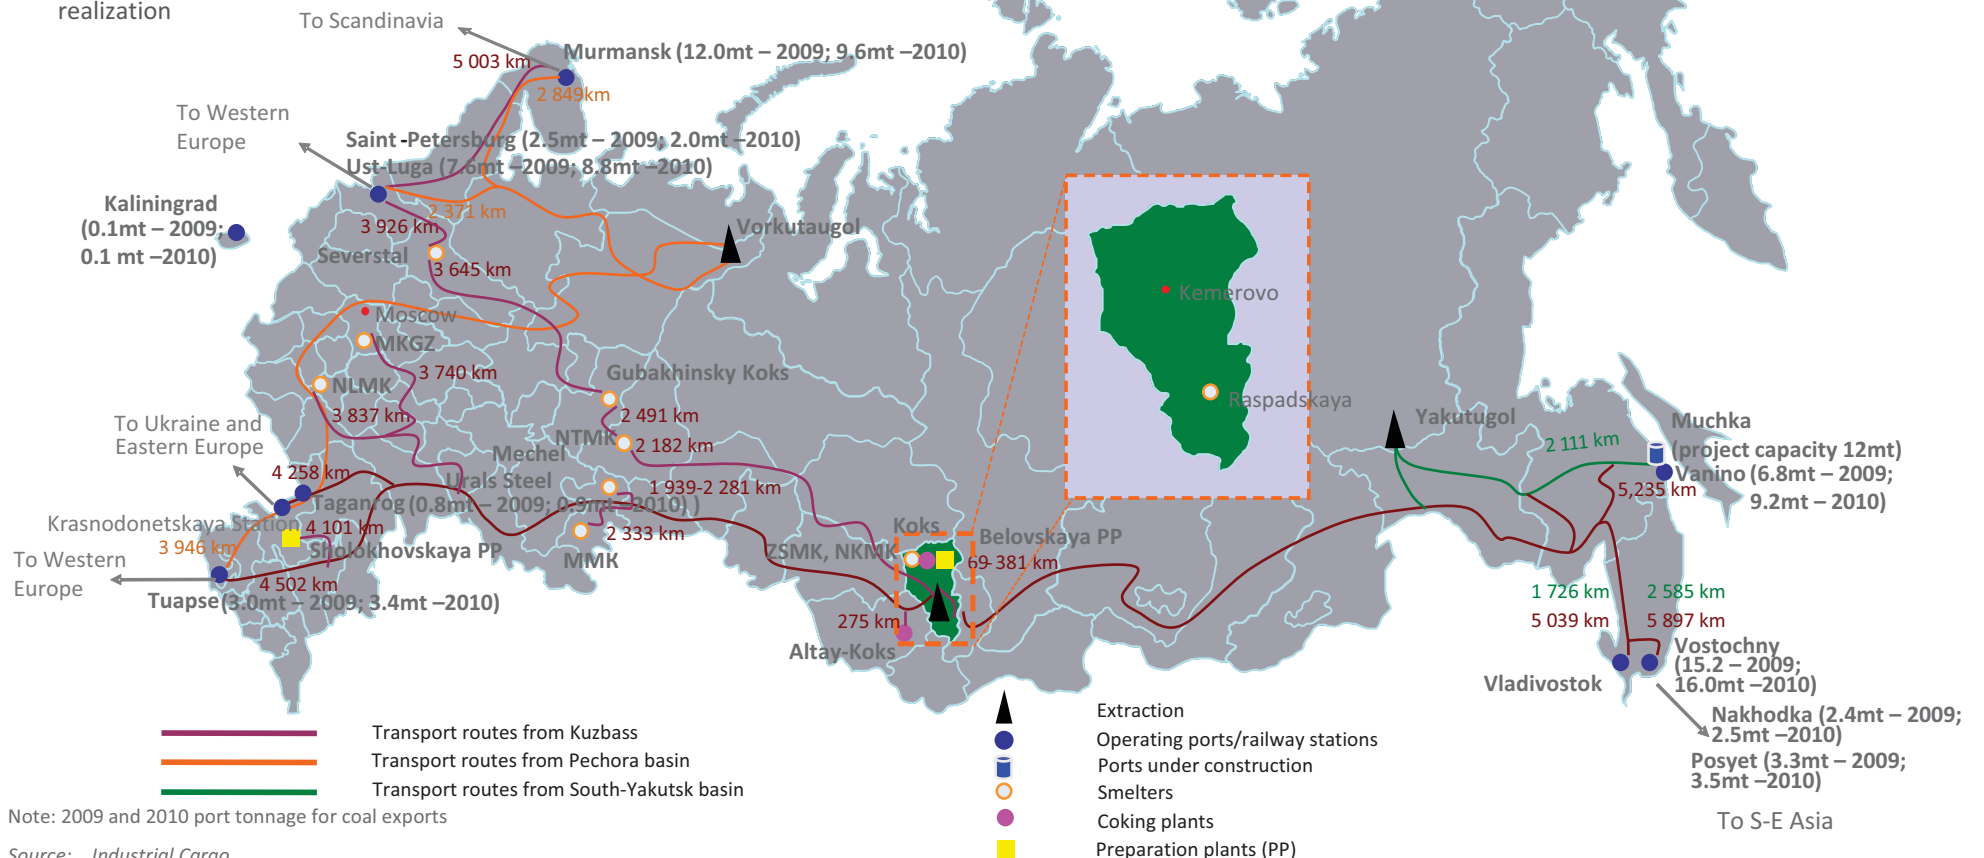 realization
To Scandinavia
Murmansk (12.0mt – 2009; 9.6mt –2010)
5 003 km
2 849km
To Western
Europe
Saint -Petersburg (2.5mt – 2009; 2.0mt –2010)
Ust-Luga (7.6mt –2009; 8.8mt –2010)
Kaliningrad
(0.1mt – 2009;
0.1 mt –2010)
2 371 km
3 926 km
Severstal
3 645 km
Vorkutaugol
Moscow
MKGZ
3 740 km
NLMK
3 837 km
Gubakhinsky Koks
2 491 km
NTMK
2 182 km
Mechel
Urals Steel
1 939-2 281 km
2 333 km
MMK
To Ukraine and
Eastern Europe
4 258 km
Taganrog (0.8mt – 2009; 0.9mt –2010) )
Krasnodonetskaya Station
4 101 km
3 946 km
Sholokhovskaya PP
To Western
Europe
4 502 km
Tuapse (3.0mt – 2009; 3.4mt –2010)
Kemerovo
Raspadskaya
Koks
Belovskaya PP
ZSMK, NKMK
69-381 km
275 km
Altay-Koks
Yakutugol
2 111 km
Muchka
(project capacity 12mt)
Vanino (6.8mt – 2009;
9.2mt – 2010)
5,235 km
1 726 km
2 585 km
5 039 km
5 897 km
Vostochny
(15.2 – 2009;
16.0mt –2010)
Vladivostok
Nakhodka (2.4mt – 2009;
2.5mt –2010)
Posyet (3.3mt – 2009;
3.5mt –2010)
To S-E Asia
Transport routes from Kuzbass
Transport routes from Pechora basin
Transport routes from South-Yakutsk basin
Extraction
Operating ports/railway stations
Ports under construction
Smelters
Coking plants
Preparation plants (PP)
Note: 2009 and 2010 port tonnage for coal exports
Source: Industrial Cargo